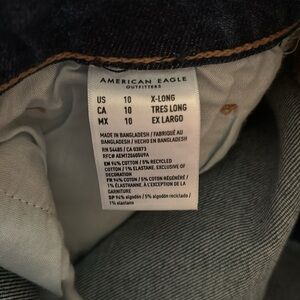 AMERICAN EAGLE
OUTFITTERS
US 10 X-LONG
CA 10 TRES LONG
MX 10 EX LARGO
MADE IN BANGLADESH / FABRIQUÉ AU
BANGLADESH / HECHO EN BANGLADESH
RN 54485 / CA 03873
RFC# AEM120605UV9A
EN 94% COTTON / 5% RECYCLED
COTTON / 1% ELASTANE, EXCLUSIVE OF
DECORATION
FR 94% COTON / 5% COTON RÉGÉNÉRÉ /
1% ÉLASTHANNE, A L'EXCEPTION DE LA
GARNITURE
SP 94% algodón / 5% algodón reciclado /
1% elastano